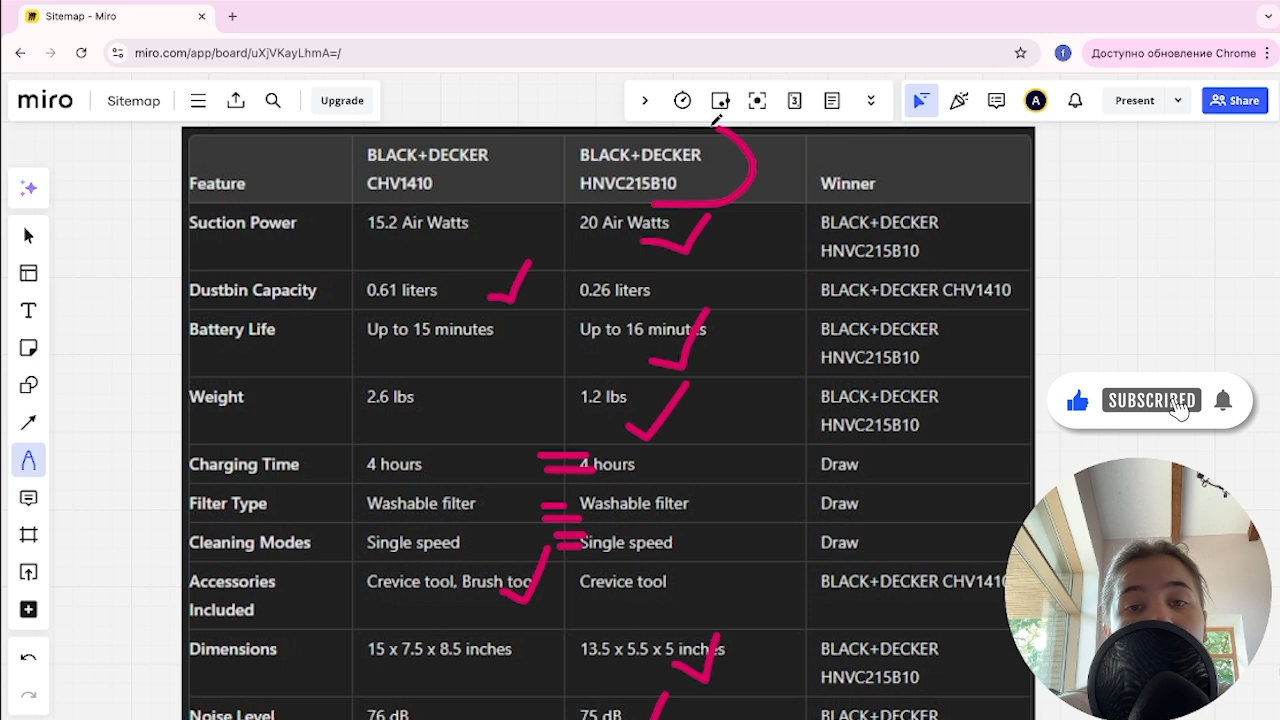 Sitemap - Miro
miro.com/app/board/uXjVKayLhmA=/
Доступно обновление Chrome
miro
Sitemap
Upgrade
3
A
Present
Share
Feature
BLACK+DECKER
CHV1410
BLACK+DECKER
HNVC215B10
Winner
Suction Power
15.2 Air Watts
20 Air Watts
BLACK+DECKER
HNVC215B10
Dustbin Capacity
0.61 liters
0.26 liters
BLACK+DECKER CHV1410
Battery Life
Up to 15 minutes
Up to 16 minutes
BLACK+DECKER
HNVC215B10
Weight
2.6 lbs
1.2 lbs
BLACK+DECKER
HNVC215B10
Charging Time
4 hours
4 hours
Draw
Filter Type
Washable filter
Washable filter
Draw
Cleaning Modes
Single speed
Single speed
Draw
Accessories
Included
Crevice tool, Brush tool
Crevice tool
BLACK+DECKER CHV1410
Dimensions
15 x 7.5 x 8.5 inches
13.5 x 5.5 x 5 inches
BLACK+DECKER
HNVC215B10
Noise Level
76 dB
75 dB
BLACK+DECKER
SUBSCRIBED